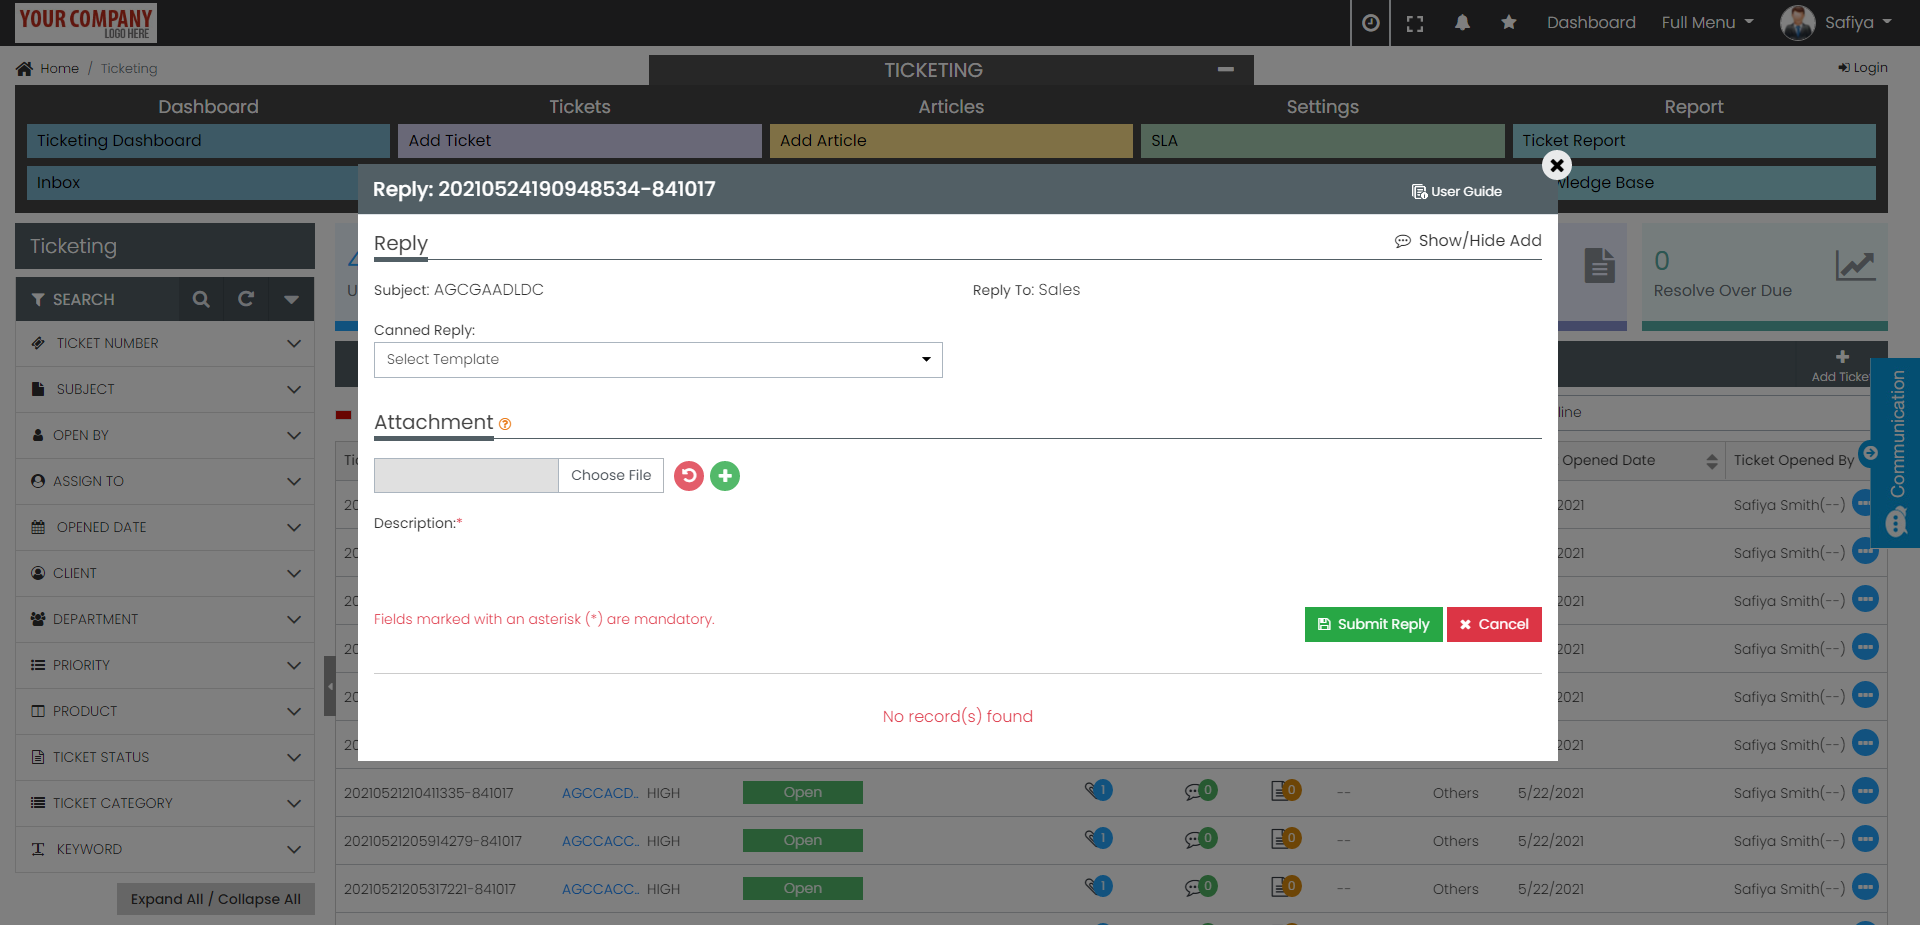 YOUR COMPANY
LOGO HERE
Dashboard
Full Menu
Safiya
Home / Ticketing
TICKETING
Login
Dashboard
Tickets
Articles
Settings
Report
Ticketing Dashboard
Add Ticket
Add Article
SLA
Ticket Report
Inbox
Reply: 20210524190948534-841017
User Guide
Base
Ticketing
Reply
Show/Hide Add
0
Resolve Over Due
SEARCH
Subject: AGCGAADLDC
Reply To: Sales
TICKET NUMBER
Canned Reply:
Select Template
Add Ticke
SUBJECT
OPEN BY
Attachment
OPENED DATE
Choose File
Opened Date
Ticket Opened By
Communication
ASSIGN TO
2021
Safiya Smith(--)
Description:*
CLIENT
2021
Safiya Smith(--)
DEPARTMENT
Fields marked with an asterisk (*) are mandatory.
Submit Reply
Cancel
2021
Safiya Smith(--)
PRIORITY
2021
Safiya Smith(--)
PRODUCT
No record(s) found
2021
Safiya Smith(--)
TICKET STATUS
2021
Safiya Smith(--)
TICKET CATEGORY
20210521210411335-841017 AGCCACD.. HIGH Open 1 0 0 -- Others 5/22/2021 Safiya Smith(--)
KEYWORD
20210521205914279-841017 AGCCACC.. HIGH Open 1 0 0 -- Others 5/22/2021 Safiya Smith(--)
Expand All / Collapse All
20210521205317221-841017 AGCCACC.. HIGH Open 1 0 0 -- Others 5/22/2021 Safiya Smith(--)